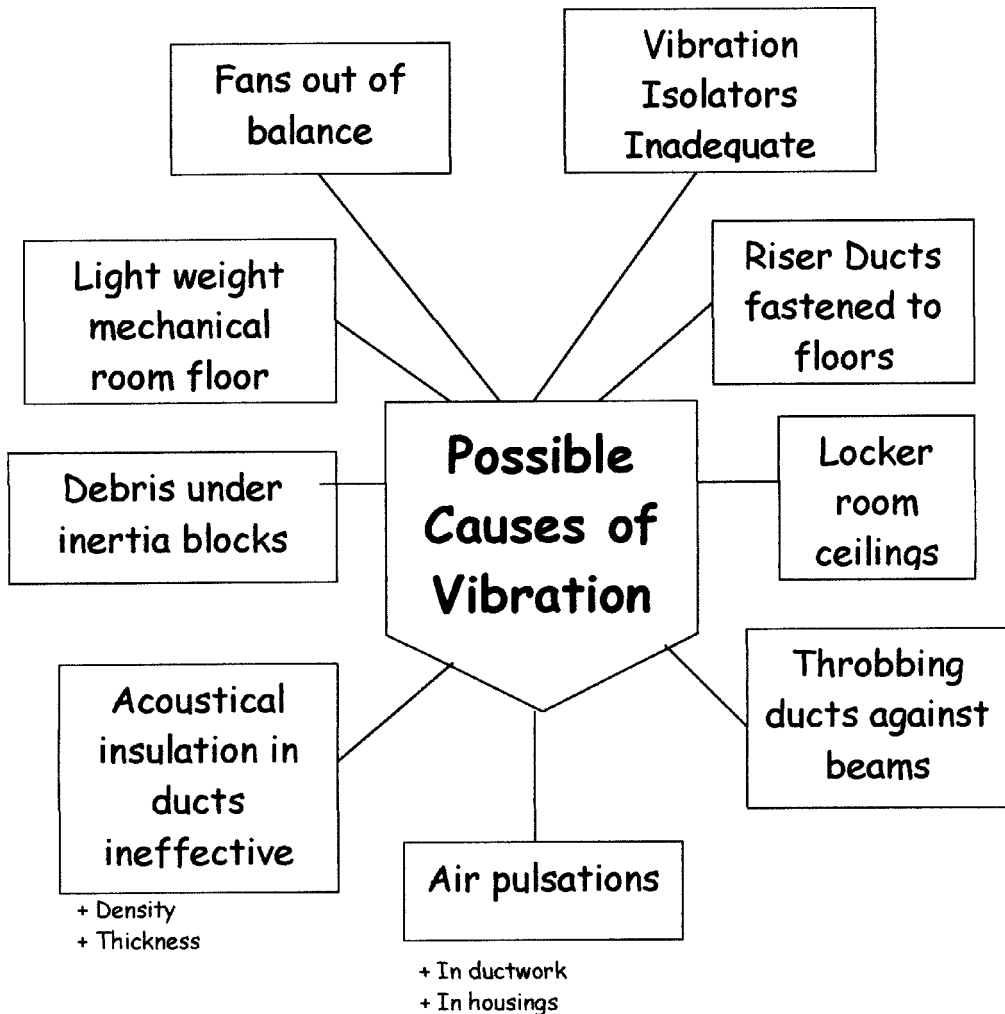 Fans out of
balance
Vibration
Isolators
Inadequate
Light weight
mechanical
room floor
Riser Ducts
fastened to
floors
Possible
Causes of
Vibration
Debris under
inertia blocks
Locker
room
ceilings
Acoustical
insulation in
ducts
ineffective
+ Density
+ Thickness
Throbbing
ducts against
beams
Air pulsations
+ In ductwork
+ In housings